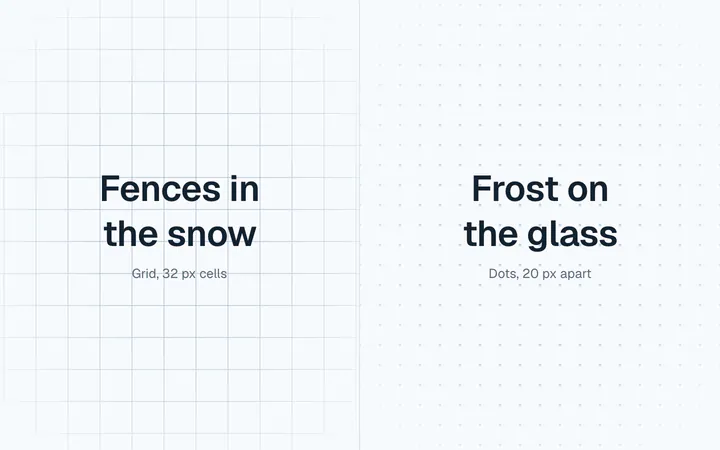 Fences in
the snow
Grid, 32 px cells
Frost on
the glass
Dots, 20 px apart